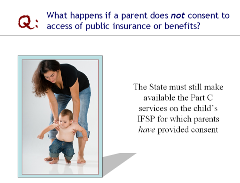 Q:
What happens if a parent does not consent to
access of public insurance or benefits?
The State must still make
available the Part C
services on the child's
IFSP for which parents
have provided consent